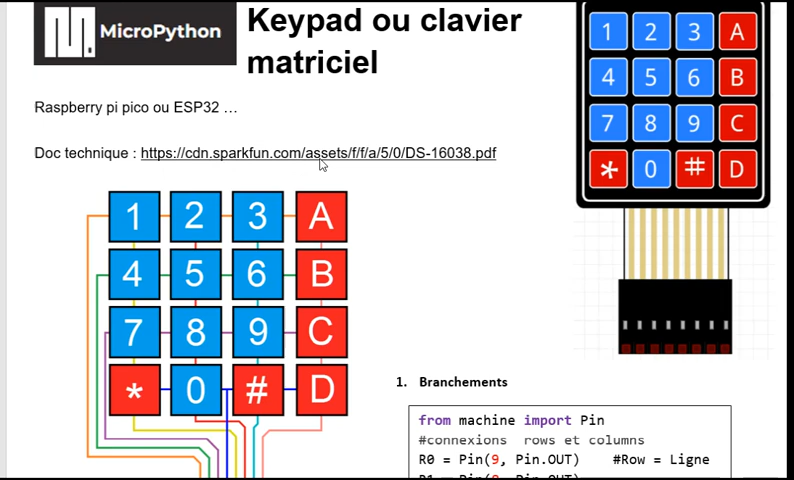 MicroPython
Keypad ou clavier
matriciel
Raspberry pi pico ou ESP32 …
Doc technique : https://cdn.sparkfun.com/assets/f/f/a/5/0/DS-16038.pdf
1 2 3 A
4 5 6 B
7 8 9 C
* 0 # D
1 2 3 A
4 5 6 B
7 8 9 C
* 0 # D
1. Branchements
from machine import Pin
#connexions rows et columns
R0 = Pin(9, Pin.OUT) #Row = Ligne